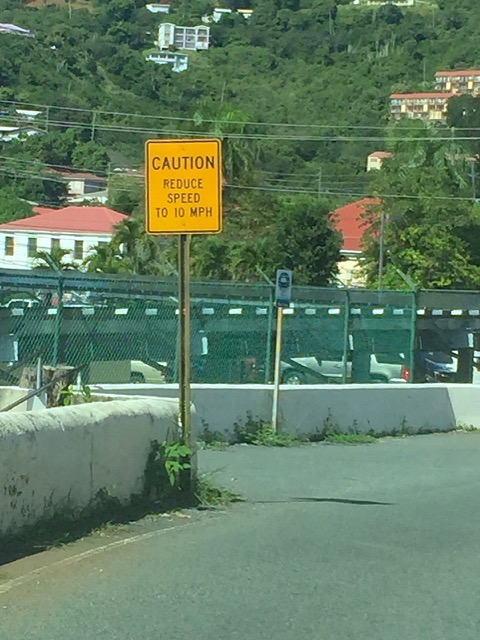 CAUTION
REDUCE
SPEED
TO 10 MPH